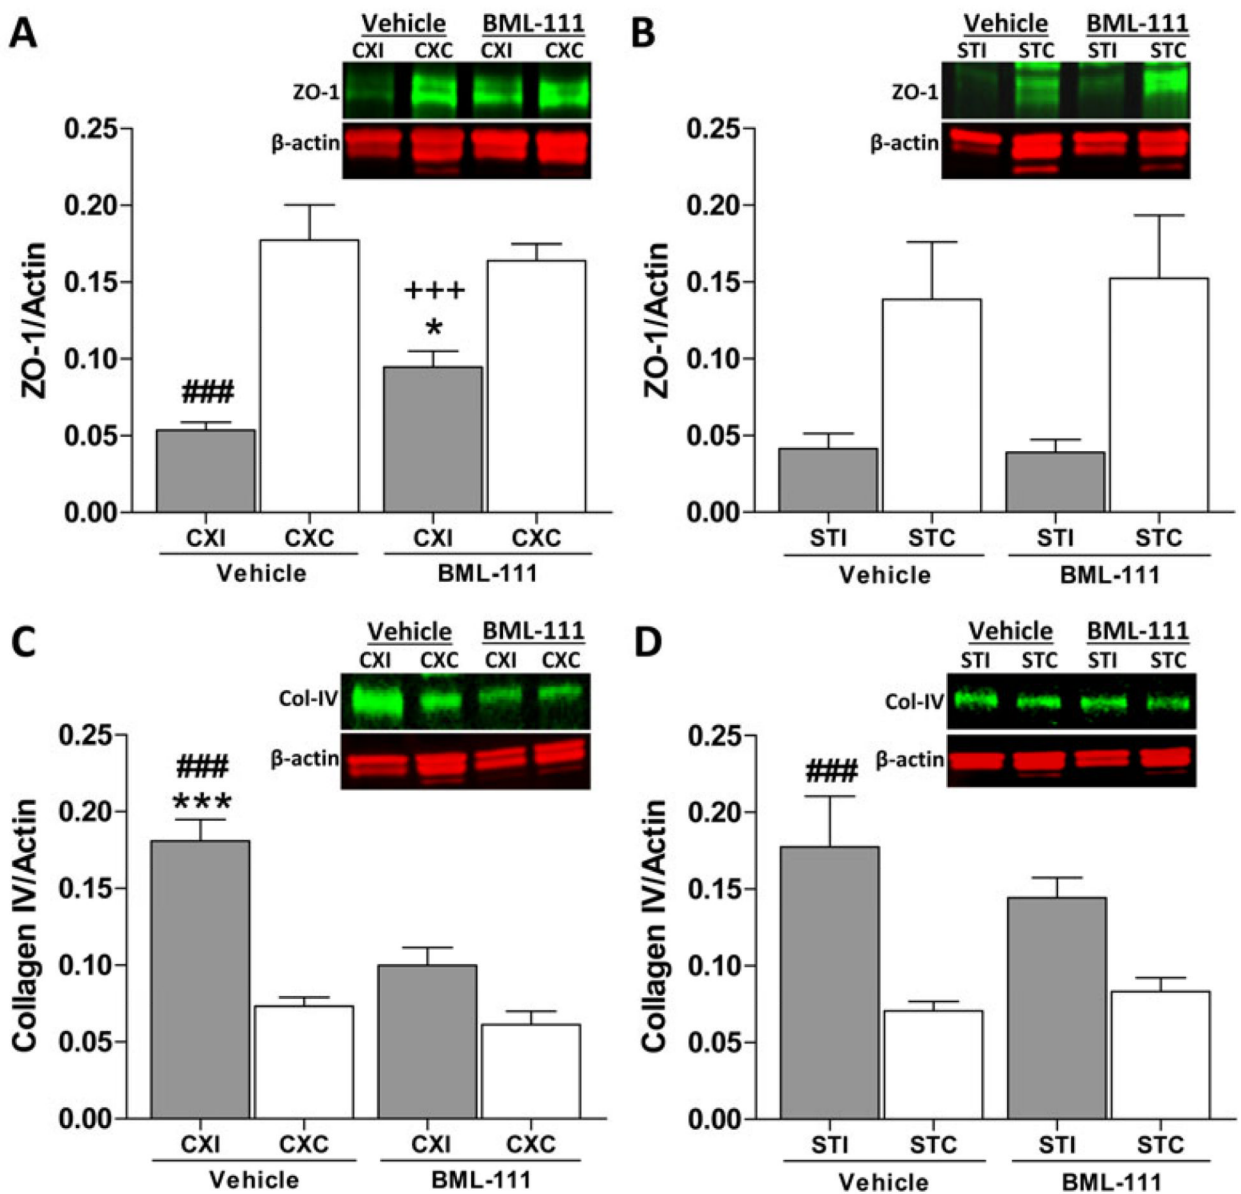 A
Vehicle BML-111
CXI CXC CXI CXC
ZO-1
β-actin
ZO-1/Actin
0.25
0.20
0.15
0.10
0.05
0.00
###
+++
*
CXI CXC CXI CXC
Vehicle BML-111
B
Vehicle BML-111
STI STC STI STC
ZO-1
β-actin
ZO-1/Actin
0.25
0.20
0.15
0.10
0.05
0.00
STI STC STI STC
Vehicle BML-111
C
Vehicle BML-111
CXI CXC CXI CXC
Col-IV
β-actin
Collagen IV/Actin
0.25
0.20
0.15
0.10
0.05
0.00
###
***
CXI CXC CXI CXC
Vehicle BML-111
D
Vehicle BML-111
STI STC STI STC
Col-IV
β-actin
Collagen IV/Actin
0.25
0.20
0.15
0.10
0.05
0.00
###
STI STC STI STC
Vehicle BML-111